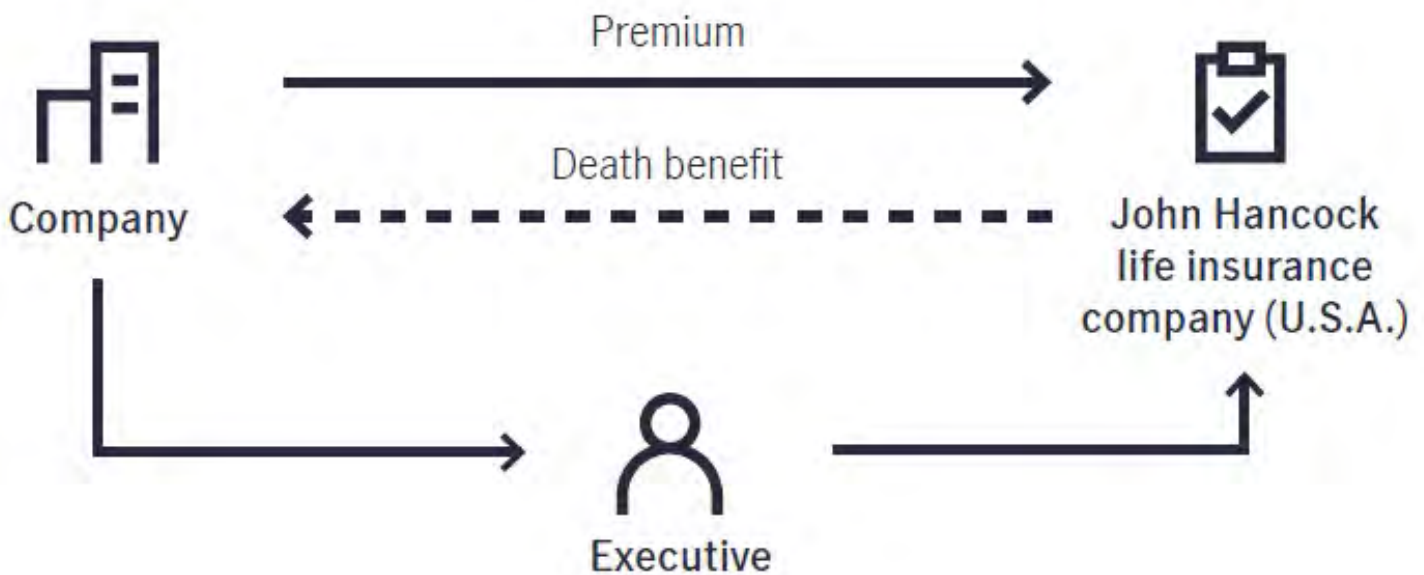 Premium
Death benefit
Company
John Hancock
life insurance
company (U.S.A.)
Executive